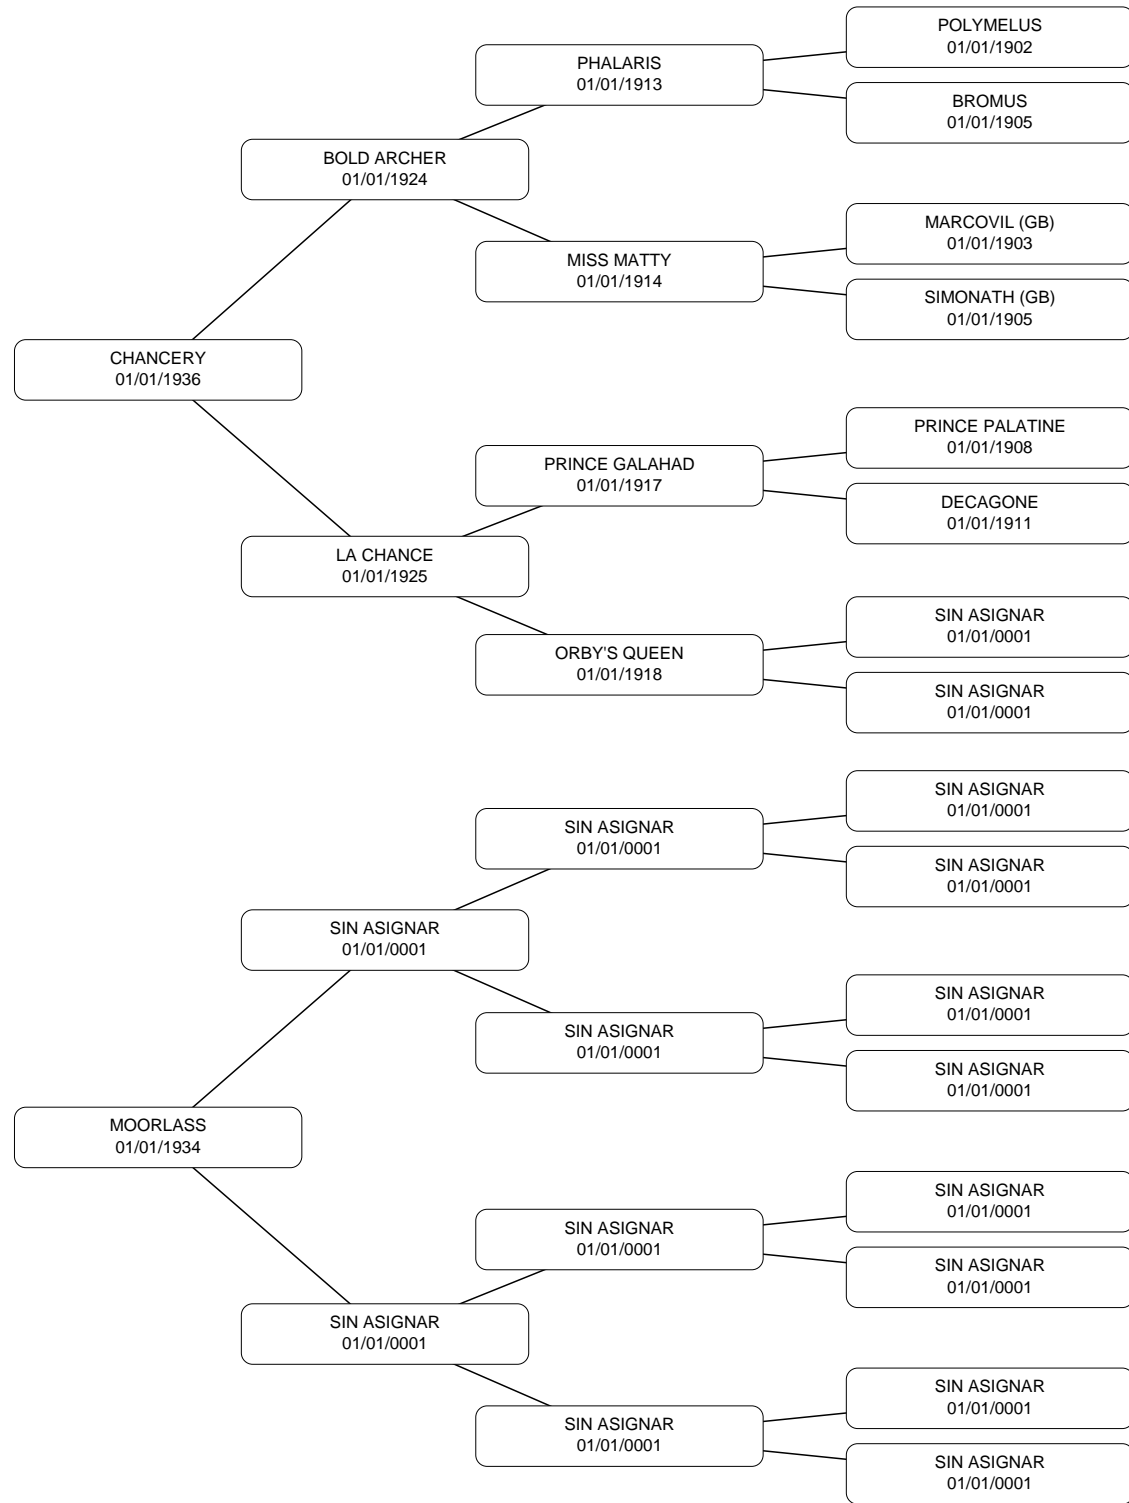 POLYMELUS
01/01/1902
PHALARIS
01/01/1913
BROMUS
01/01/1905
BOLD ARCHER
01/01/1924
MARCOVIL (GB)
01/01/1903
MISS MATTY
01/01/1914
SIMONATH (GB)
01/01/1905
CHANCERY
01/01/1936
PRINCE PALATINE
01/01/1908
PRINCE GALAHAD
01/01/1917
DECAGONE
01/01/1911
LA CHANCE
01/01/1925
SIN ASIGNAR
01/01/0001
ORBY'S QUEEN
01/01/1918
SIN ASIGNAR
01/01/0001
SIN ASIGNAR
01/01/0001
SIN ASIGNAR
01/01/0001
SIN ASIGNAR
01/01/0001
SIN ASIGNAR
01/01/0001
SIN ASIGNAR
01/01/0001
SIN ASIGNAR
01/01/0001
SIN ASIGNAR
01/01/0001
MOORLASS
01/01/1934
SIN ASIGNAR
01/01/0001
SIN ASIGNAR
01/01/0001
SIN ASIGNAR
01/01/0001
SIN ASIGNAR
01/01/0001
SIN ASIGNAR
01/01/0001
SIN ASIGNAR
01/01/0001
SIN ASIGNAR
01/01/0001